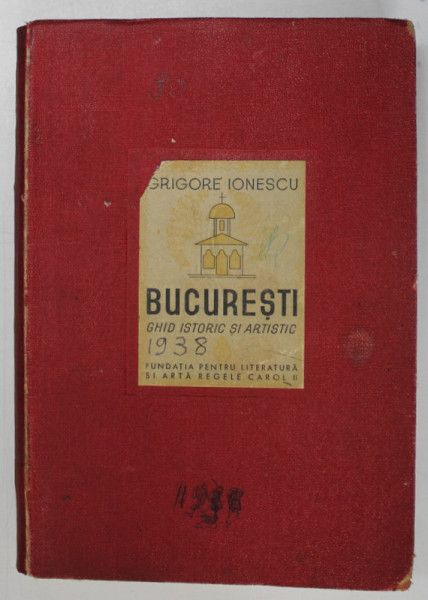 GRIGORE IONESCU
BUCUREȘTI
GHID ISTORIC ȘI ARTISTIC
1938
FUNDAȚIA PENTRU LITERATURĂ
ȘI ARTĂ REGELE CAROL II